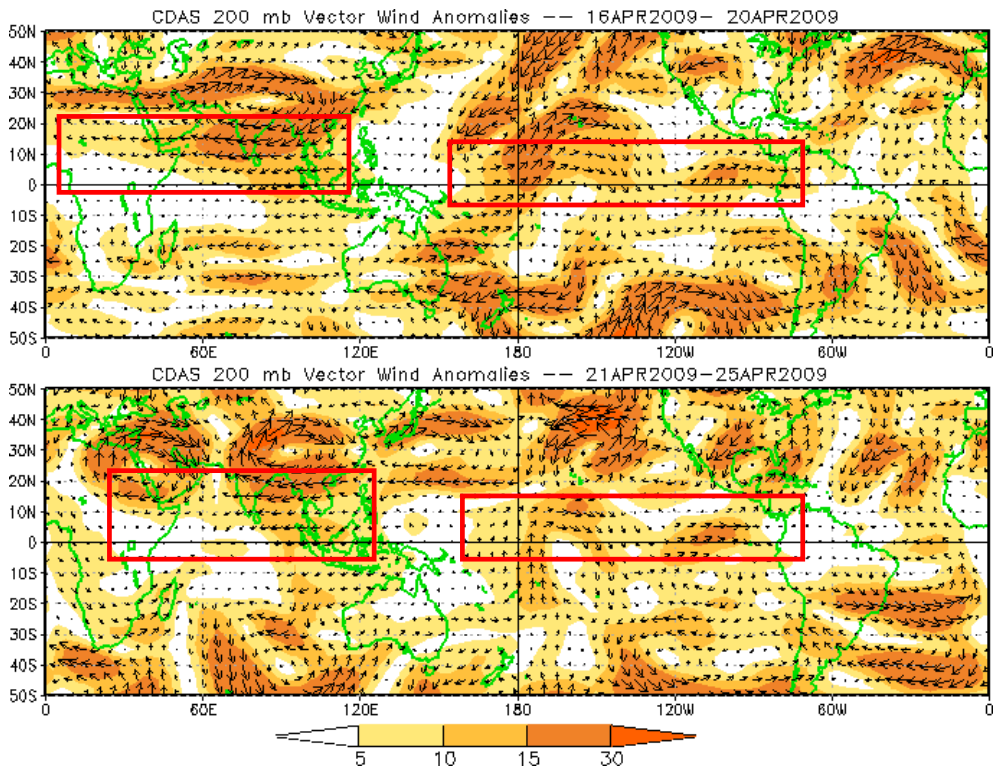 CDAS 200 mb Vector Wind Anomalies -- 16APR2009- 20APR2009
50N
40N
30N
20N
10N
0
10S
20S
30S
40S
50S
0 60E 120E 180 120W 60W 0
CDAS 200 mb Vector Wind Anomalies -- 21APR2009-25APR2009
50N
40N
30N
20N
10N
0
10S
20S
30S
40S
50S
0 60E 120E 180 120W 60W 0
5 10 15 30